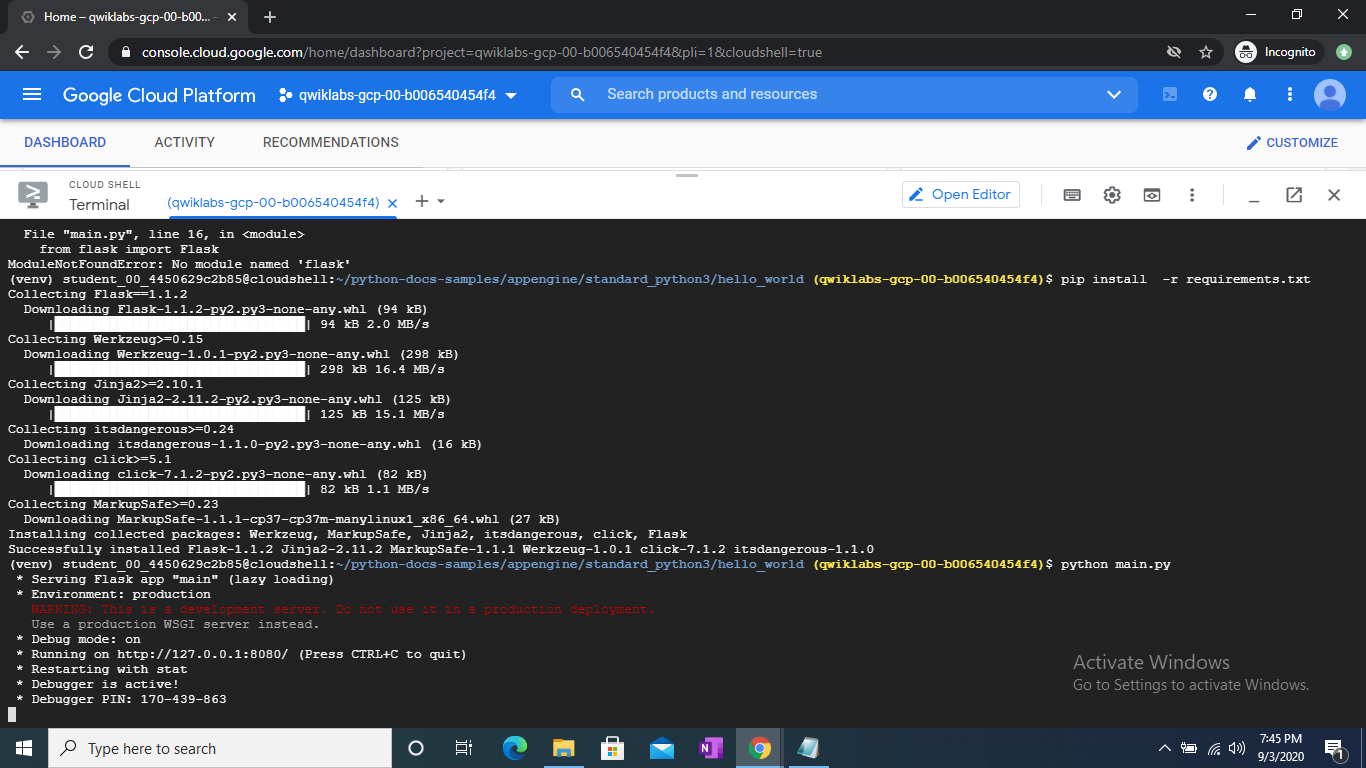 Home – qwiklabs-gcp-00-b00...
console.cloud.google.com/home/dashboard?project=qwiklabs-gcp-00-b006540454f4&pli=1&cloudshell=true
Incognito
Google Cloud Platform
qwiklabs-gcp-00-b006540454f4
Search products and resources
DASHBOARD
ACTIVITY
RECOMMENDATIONS
CUSTOMIZE
CLOUD SHELL
Terminal
(qwiklabs-gcp-00-b006540454f4)
Open Editor
File "main.py", line 16, in <module>
from flask import Flask
ModuleNotFoundError: No module named 'flask'
(venv) student_00_4450629c2b85@cloudshell:~/python-docs-samples/appengine/standard_python3/hello_world (qwiklabs-gcp-00-b006540454f4)$ pip install  -r requirements.txt
Collecting Flask==1.1.2
Downloading Flask-1.1.2-py2.py3-none-any.whl (94 kB)
| 94 kB 2.0 MB/s
Collecting Werkzeug>=0.15
Downloading Werkzeug-1.0.1-py2.py3-none-any.whl (298 kB)
| 298 kB 16.4 MB/s
Collecting Jinja2>=2.10.1
Downloading Jinja2-2.11.2-py2.py3-none-any.whl (125 kB)
| 125 kB 15.1 MB/s
Collecting itsdangerous>=0.24
Downloading itsdangerous-1.1.0-py2.py3-none-any.whl (16 kB)
Collecting click>=5.1
Downloading click-7.1.2-py2.py3-none-any.whl (82 kB)
| 82 kB 1.1 MB/s
Collecting MarkupSafe>=0.23
Downloading MarkupSafe-1.1.1-cp37-cp37m-manylinux1_x86_64.whl (27 kB)
Installing collected packages: Werkzeug, MarkupSafe, Jinja2, itsdangerous, click, Flask
Successfully installed Flask-1.1.2 Jinja2-2.11.2 MarkupSafe-1.1.1 Werkzeug-1.0.1 click-7.1.2 itsdangerous-1.1.0
(venv) student_00_4450629c2b85@cloudshell:~/python-docs-samples/appengine/standard_python3/hello_world (qwiklabs-gcp-00-b006540454f4)$ python main.py
* Serving Flask app "main" (lazy loading)
* Environment: production
WARNING: This is a development server. Do not use it in a production deployment.
Use a production WSGI server instead.
* Debug mode: on
* Running on http://127.0.0.1:8080/ (Press CTRL+C to quit)
* Restarting with stat
* Debugger is active!
* Debugger PIN: 170-439-863
Activate Windows
Go to Settings to activate Windows.
Type here to search
N
7:45 PM
9/3/2020
1